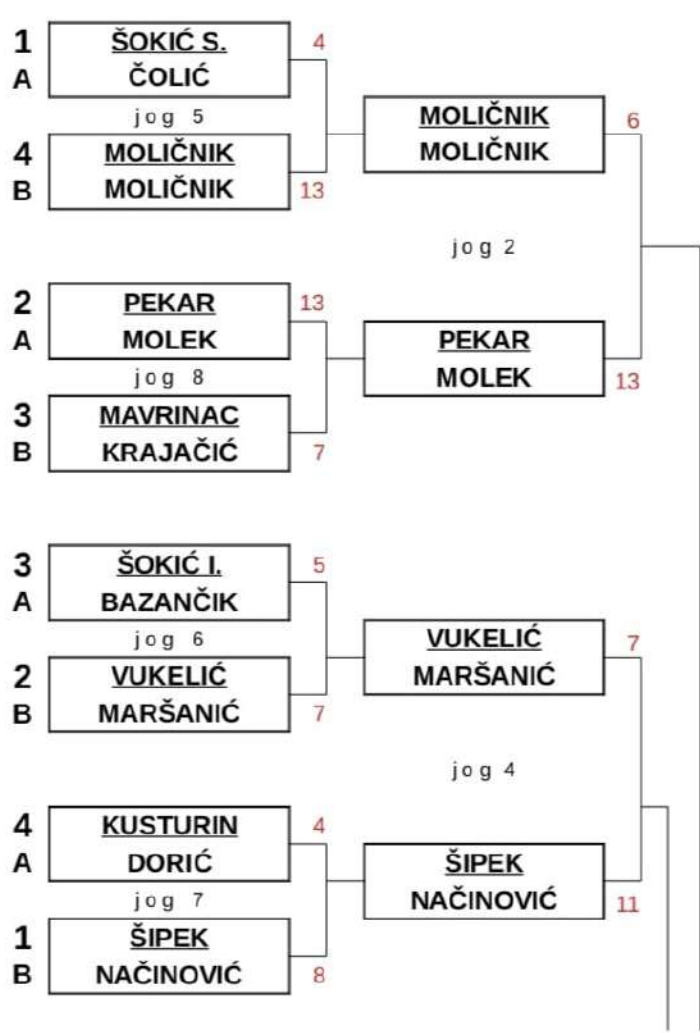 1 ŠOKIĆ S. 4
A ČOLIĆ
jog 5
4 MOLIČNIK
B MOLIČNIK 13
MOLIČNIK 6
MOLIČNIK
jog 2
2 PEKAR 13
A MOLEK
jog 8
3 MAVRINAC
B KRAJAČIĆ 7
PEKAR
MOLEK 13
3 ŠOKIĆ I. 5
A BAZANČIK
jog 6
2 VUKELIĆ
B MARŠANIĆ 7
VUKELIĆ 7
MARŠANIĆ
jog 4
4 KUSTURIN 4
A DORIĆ
jog 7
1 ŠIPEK
B NAČINOVIĆ 8
ŠIPEK
NAČINOVIĆ 11